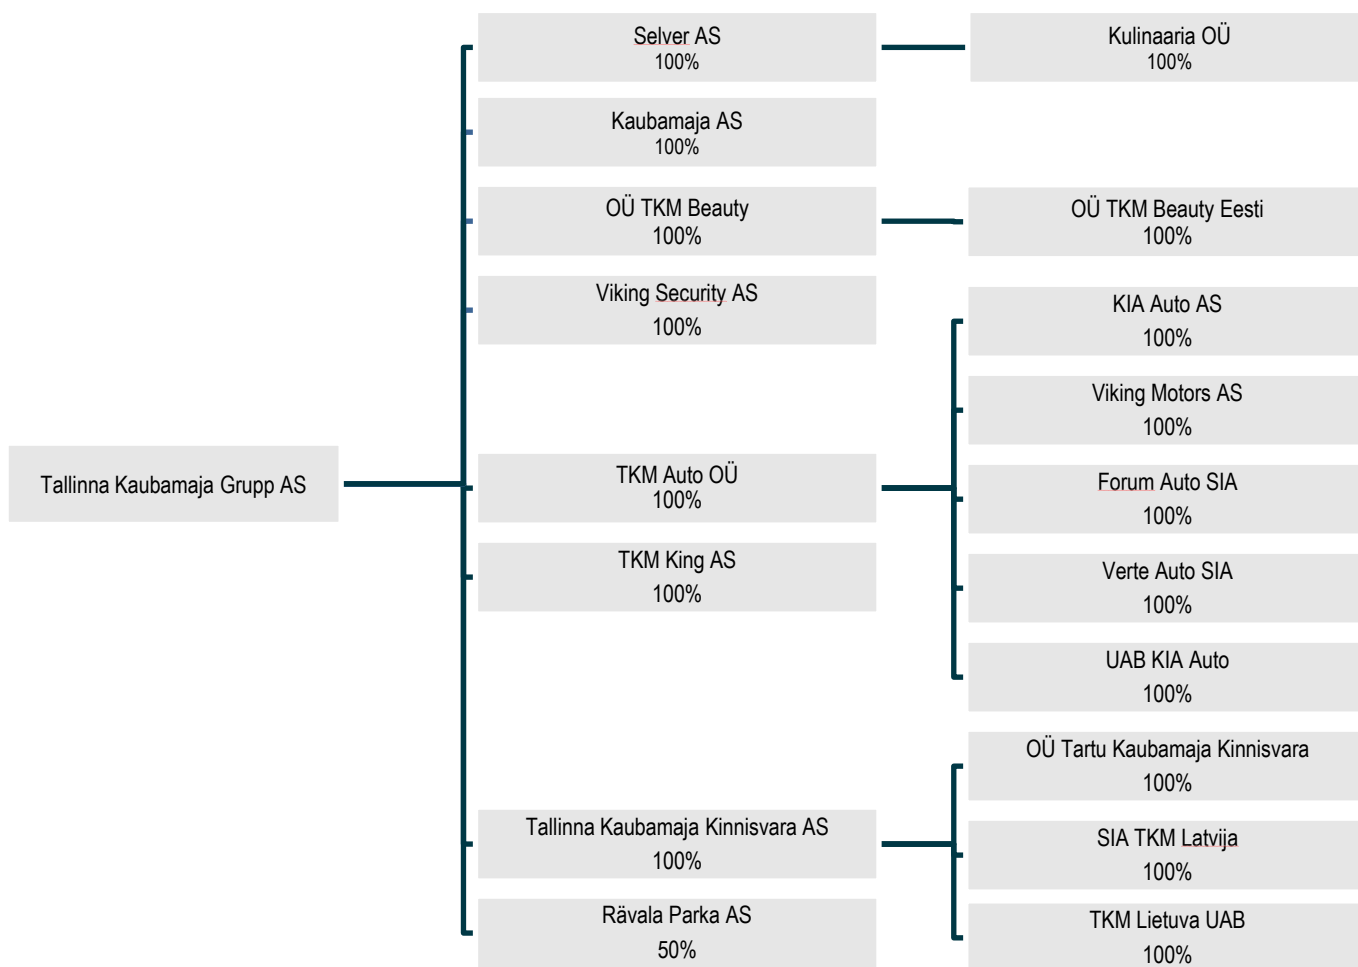 Tallinna Kaubamaja Grupp AS
Selver AS
100%
Kulinaaria OÜ
100%
Kaubamaja AS
100%
OÜ TKM Beauty
100%
OÜ TKM Beauty Eesti
100%
Viking Security AS
100%
TKM Auto OÜ
100%
KIA Auto AS
100%
Viking Motors AS
100%
Forum Auto SIA
100%
Verte Auto SIA
100%
UAB KIA Auto
100%
TKM King AS
100%
Tallinna Kaubamaja Kinnisvara AS
100%
OÜ Tartu Kaubamaja Kinnisvara
100%
SIA TKM Latvija
100%
TKM Lietuva UAB
100%
Rävala Parka AS
50%